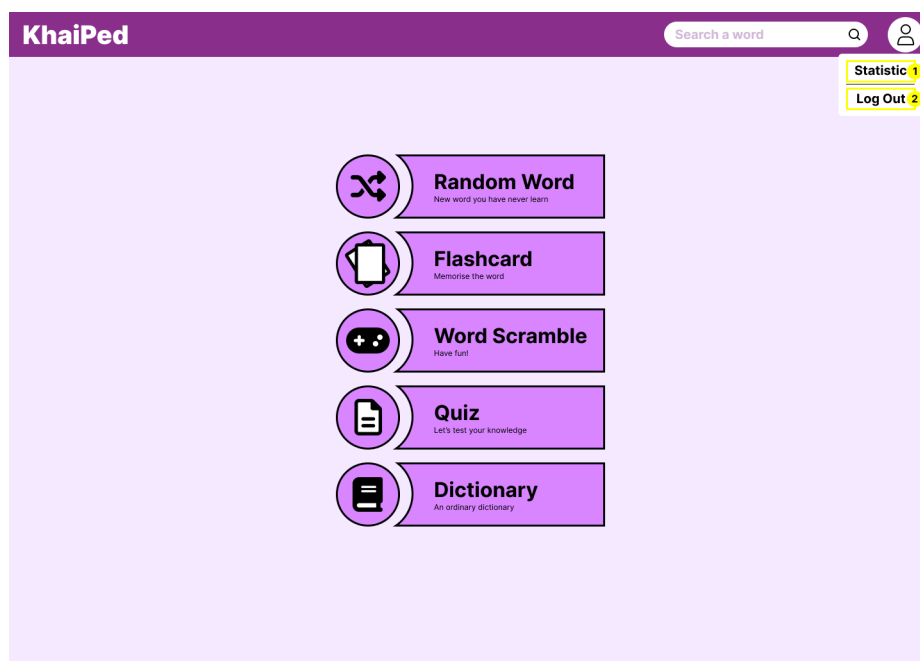 KhaiPed
Search a word
Statistic 1
Log Out 2
Random Word
New word you have never learn
Flashcard
Memorise the word
Word Scramble
Have fun!
Quiz
Let's test your knowledge
Dictionary
An ordinary dictionary